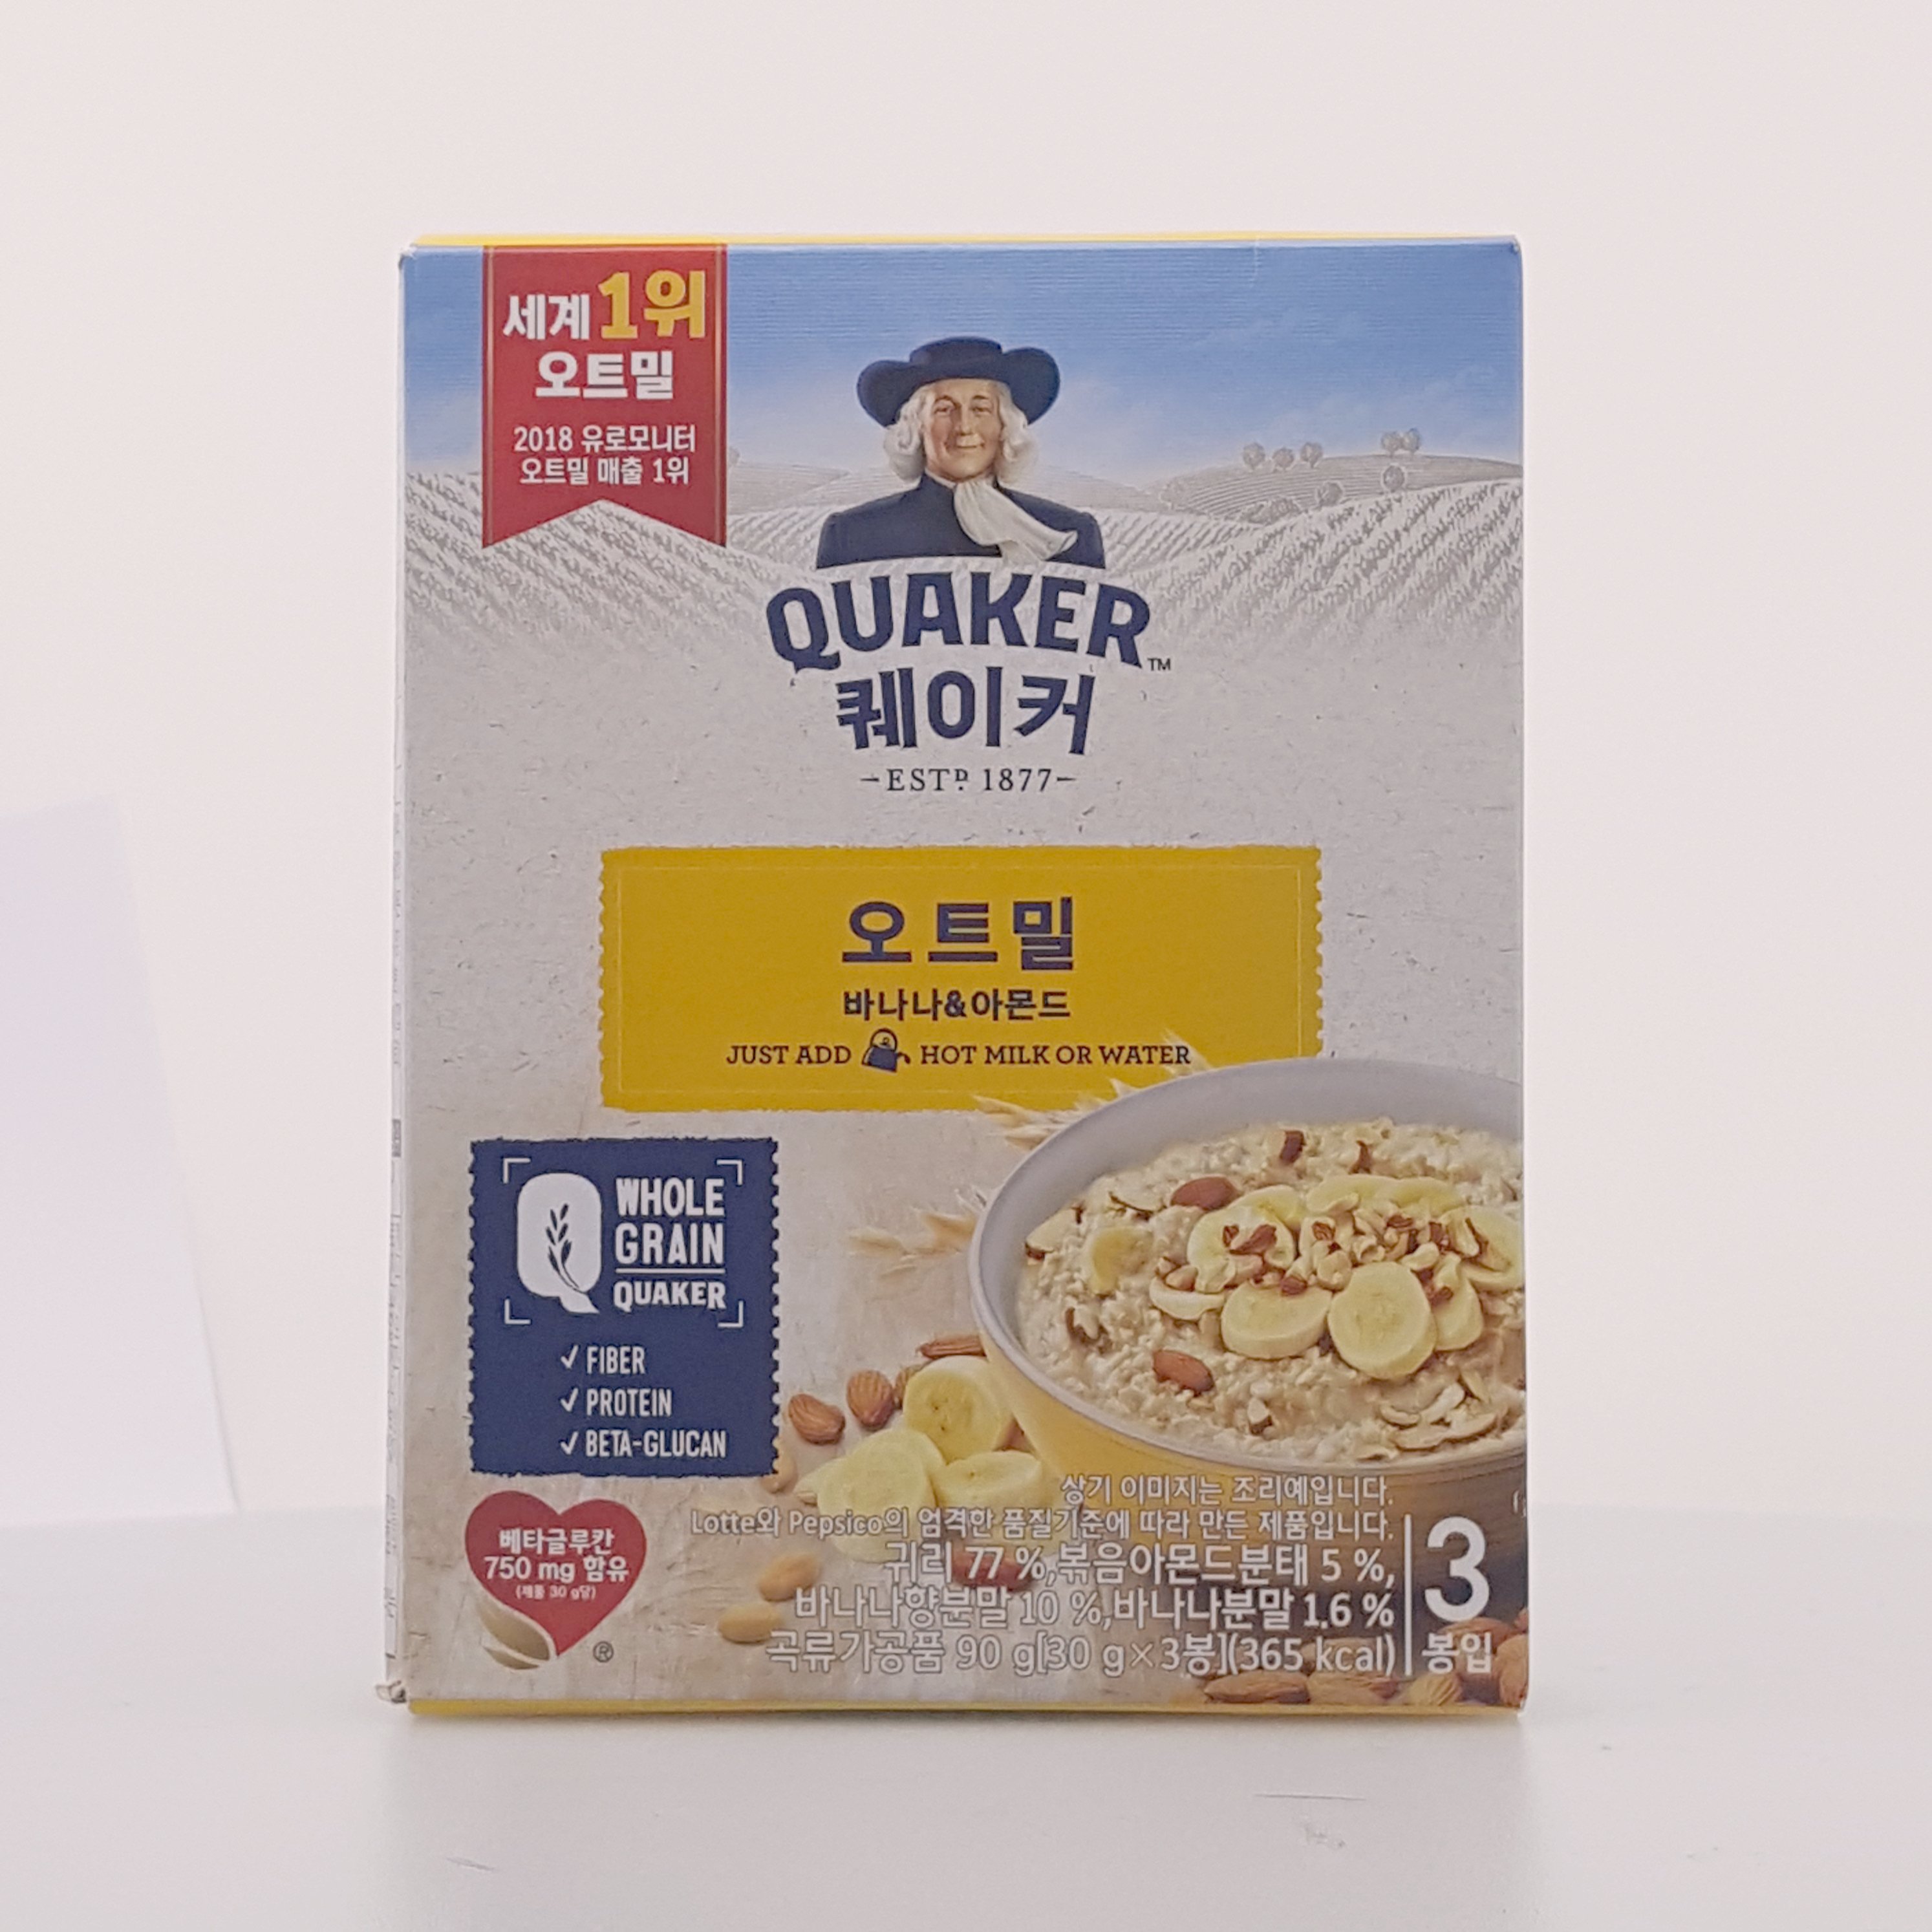 세계 1위
오트밀
2018 유로모니터
오트밀 매출 1위
QUAKER™
퀘이커
-ESTD. 1877-
오트밀
바나나&아몬드
JUST ADD HOT MILK OR WATER
WHOLE
GRAIN
QUAKER
✓ FIBER
✓ PROTEIN
✓ BETA-GLUCAN
베타글루칸
750 mg 함유
(제품 30 g당)
®
상기 이미지는 조리예입니다.
Lotte와 Pepsico의 엄격한 품질기준에 따라 만든 제품입니다.
귀리 77 %,볶음아몬드분태 5 %,
바나나향분말 10 %,바나나분말 1.6 %
곡류가공품 90 g[30 g×3봉](365 kcal)
3
봉입